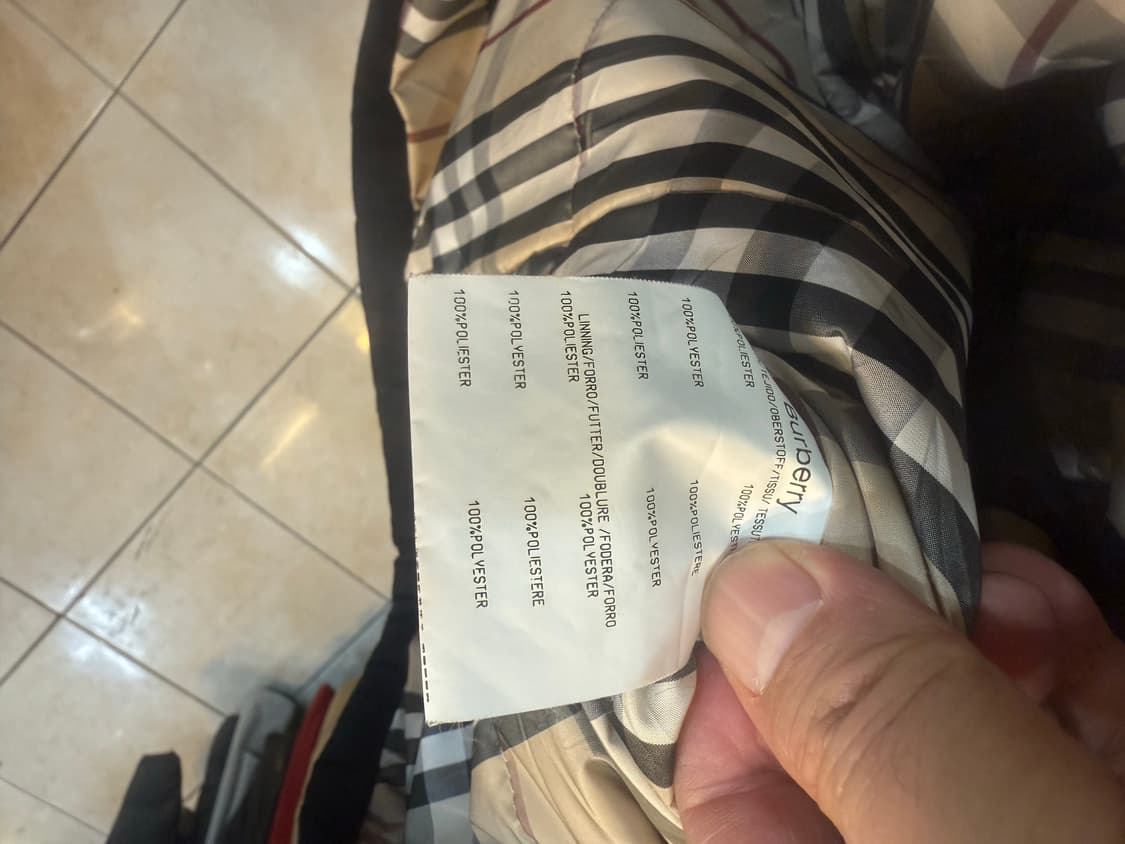 Burberry
TEJIDO/OBERSTOFF/TISSU/
%POLIESTER
100%POLYESTER 100%POLIESTERE
100%POLIESTER 100%POLYESTER
LINNING/FORRO/FUTTER/DOUBLURE /FODERA/FORRO
100%POLIESTER 100%POLYESTER
100%POLYESTER 100%POLIESTERE
100%POLIESTER 100%POLYESTER